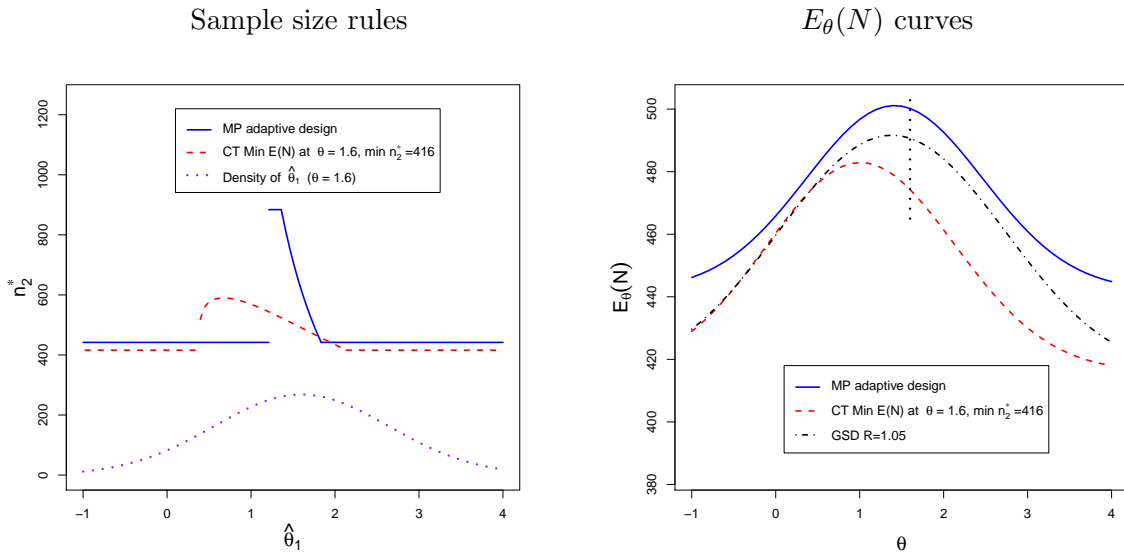 Sample size rules
n₂*
0 200 400 600 800 1000 1200
MP adaptive design
CT Min E(N) at θ = 1.6, min n₂* =416
Density of θ̂₁ (θ = 1.6)
−1 0 1 2 3 4
θ̂₁
E_θ(N) curves
E_θ(N)
380 400 420 440 460 480 500
MP adaptive design
CT Min E(N) at θ = 1.6, min n₂* =416
GSD R=1.05
−1 0 1 2 3 4
θ